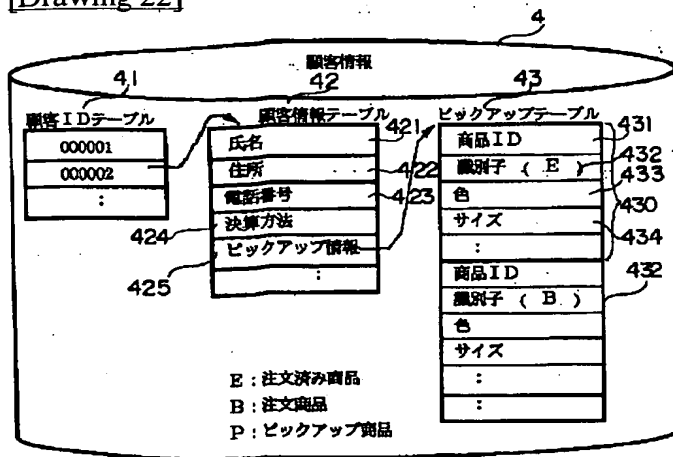 [Drawing 22]
4
顧客情報
41
42
43
顧客IDテーブル
000001
000002
:
顧客情報テーブル
氏名
421
住所
422
電話番号
423
決算方法
424
ピックアップ情報
425
:
ピックアップテーブル
商品ID
431
識別子 ( E )
432
色
433
430
サイズ
434
:
商品ID
432
識別子 ( B )
色
サイズ
:
:
E:注文済み商品
B:注文商品
P:ピックアップ商品